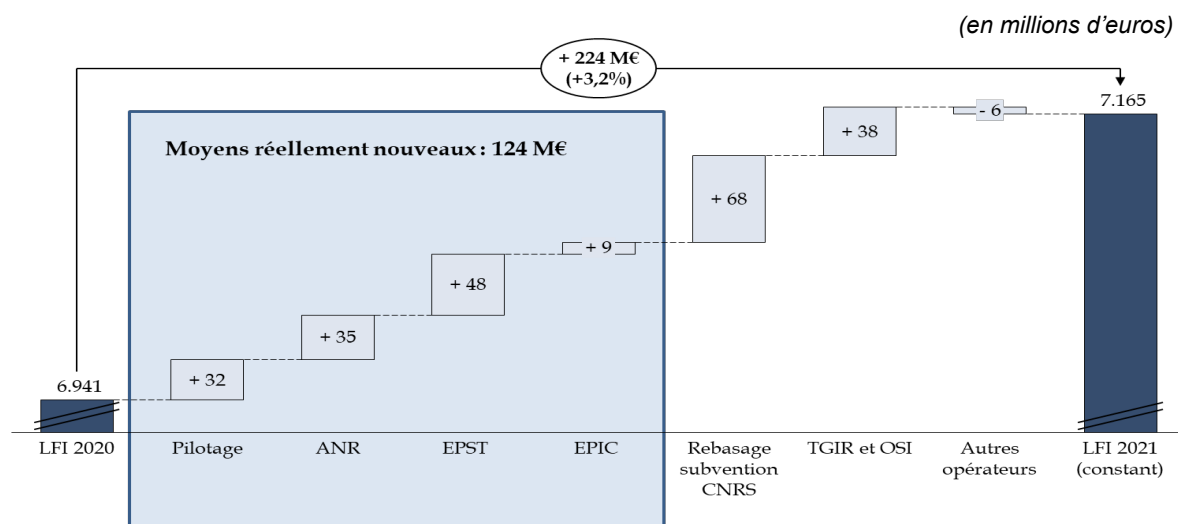 (en millions d'euros)
+ 224 M€
(+3,2%)
7.165
- 6
+ 38
Moyens réellement nouveaux : 124 M€
+ 68
+ 9
+ 48
+ 35
+ 32
6.941
LFI 2020
Pilotage
ANR
EPST
EPIC
Rebasage
subvention
CNRS
TGIR et OSI
Autres
opérateurs
LFI 2021
(constant)